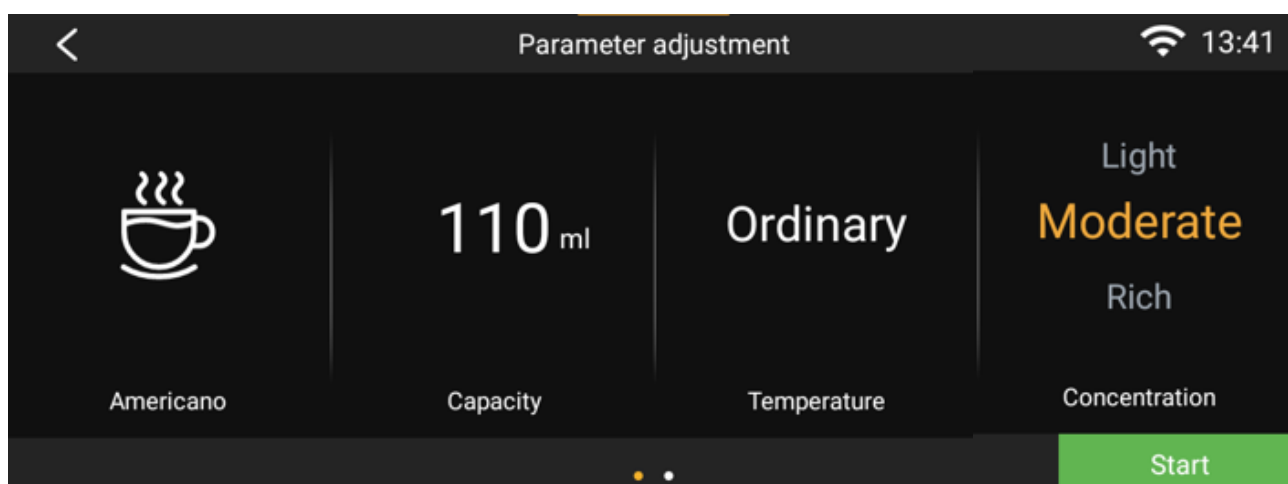 Parameter adjustment
13:41
Americano
110 ml
Capacity
Ordinary
Temperature
Light
Moderate
Rich
Concentration
Start